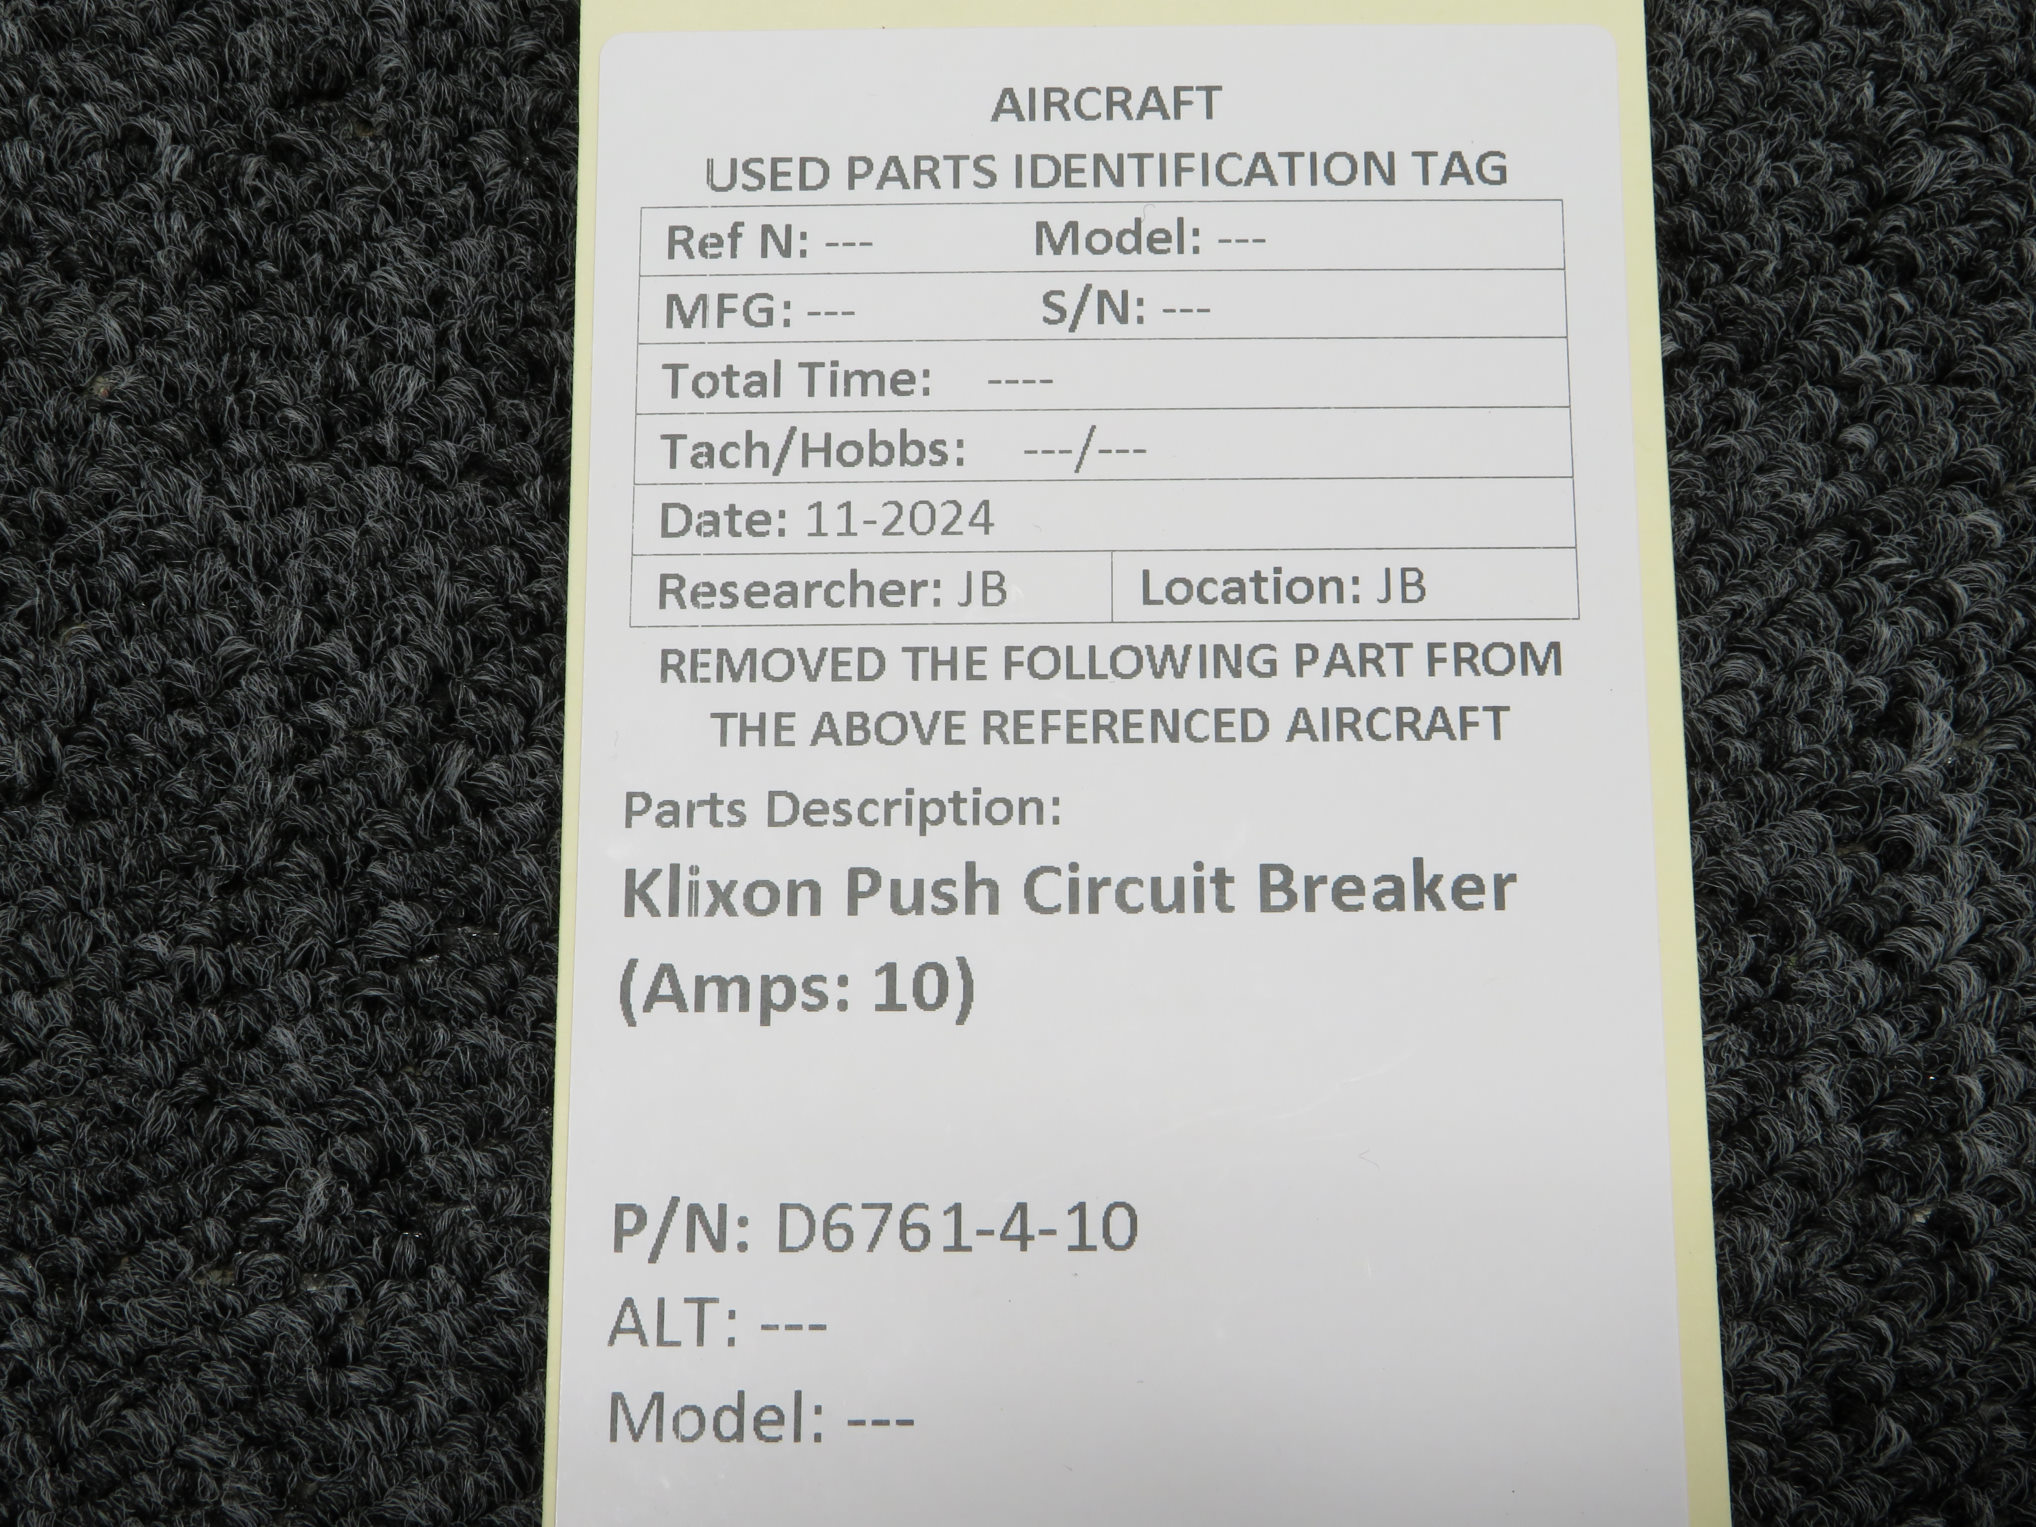 AIRCRAFT
USED PARTS IDENTIFICATION TAG
Ref N: --- Model: ---
MFG: --- S/N: ---
Total Time: ----
Tach/Hobbs: ---/---
Date: 11-2024
Researcher: JB Location: JB
REMOVED THE FOLLOWING PART FROM
THE ABOVE REFERENCED AIRCRAFT
Parts Description:
Klixon Push Circuit Breaker
(Amps: 10)
P/N: D6761-4-10
ALT: ---
Model: ---